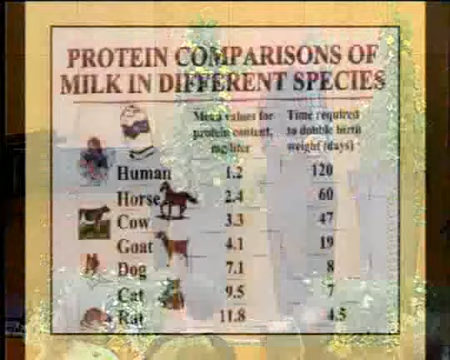 PROTEIN COMPARISONS OF
MILK IN DIFFERENT SPECIES
Mean values for
protein content,
mg/liter
Time required
to double birth
weight (days)
Human 1.2 120
Horse 2.4 60
Cow 3.3 47
Goat 4.1 19
Dog 7.1 8
Cat 9.5 7
Rat 11.8 4.5